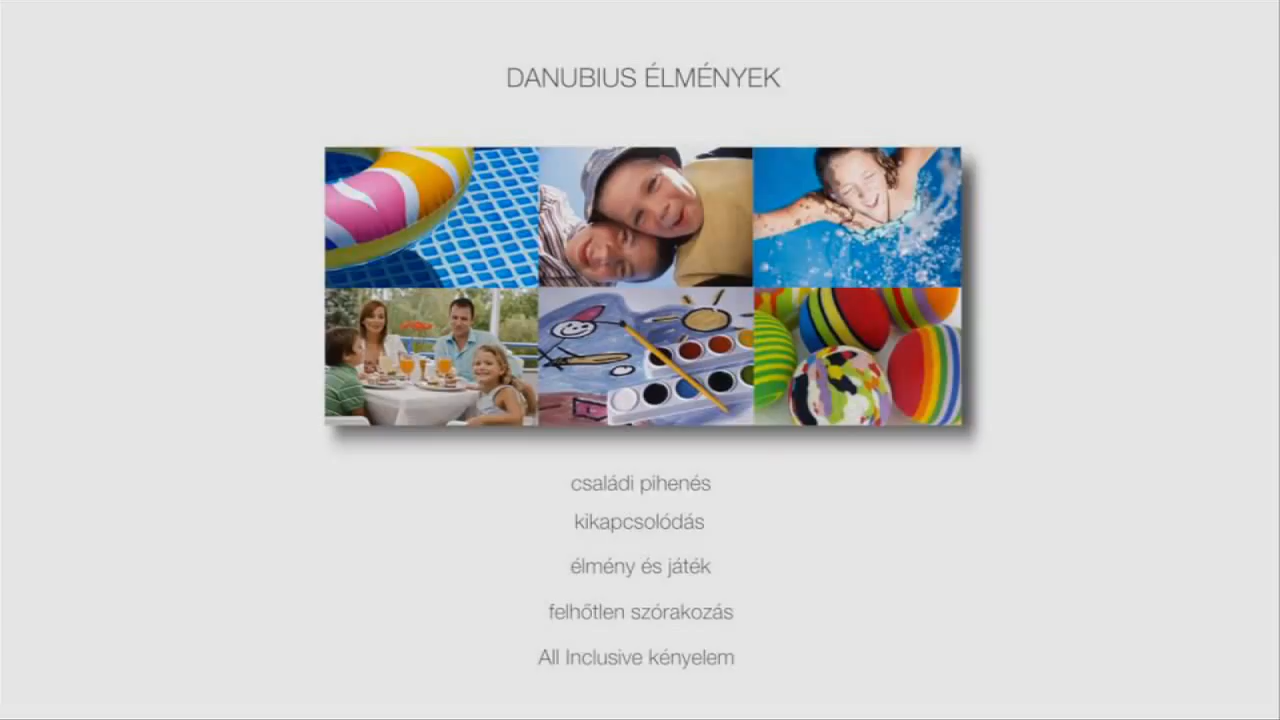 DANUBIUS ÉLMÉNYEK
családi pihenés
kikapcsolódás
élmény és játék
felhőtlen szórakozás
All Inclusive kényelem